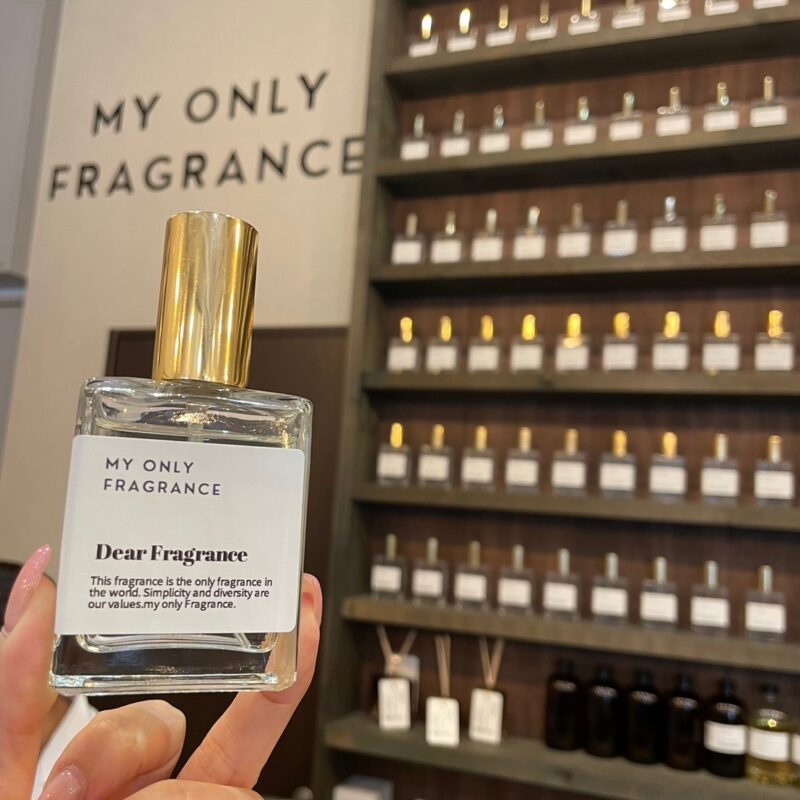 MY ONLY
FRAGRANCE
MY ONLY
FRAGRANCE
Dear Fragrance
This fragrance is the only fragrance in
the world. Simplicity and diversity are
our values.my only Fragrance.